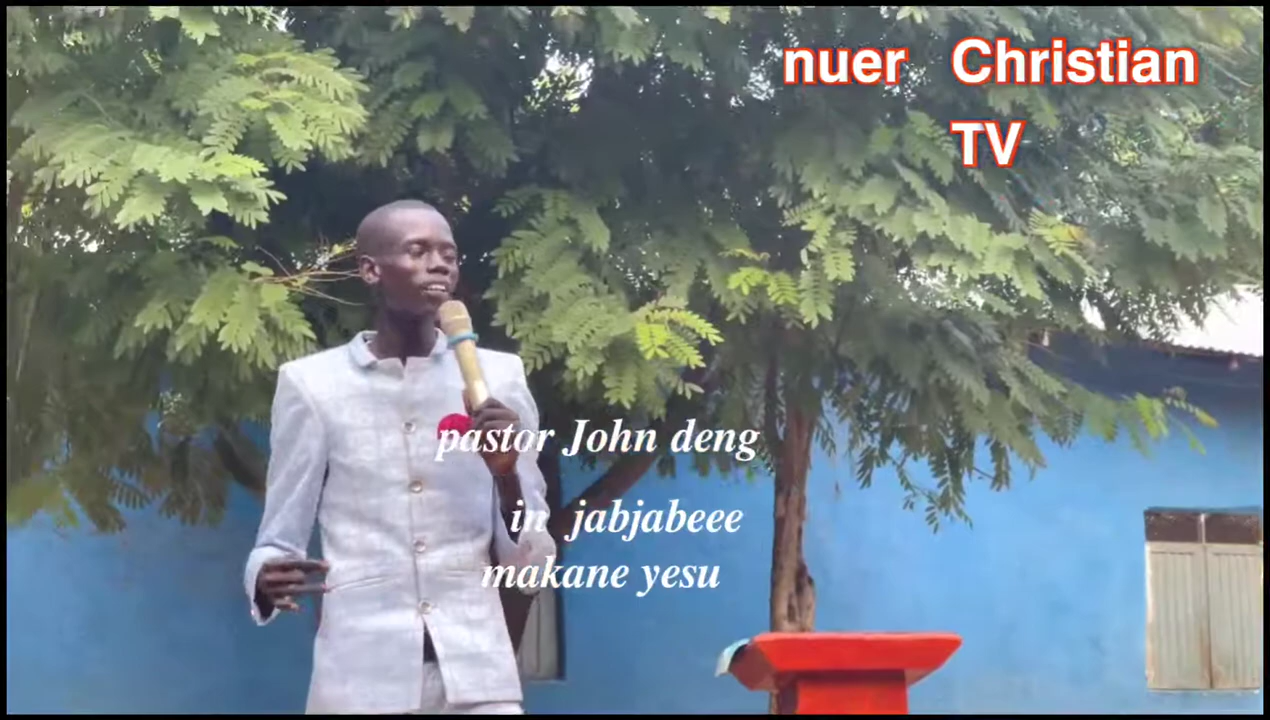 nuer Christian
TV
pastor John deng
in jabjabeee
makane yesu